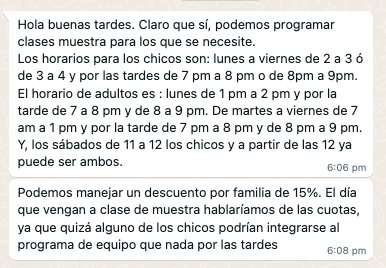 Hola buenas tardes. Claro que sí, podemos programar
clases muestra para los que se necesite.
Los horarios para los chicos son: lunes a viernes de 2 a 3 ó
de 3 a 4 y por las tardes de 7 pm a 8 pm o de 8pm a 9pm.
El horario de adultos es : lunes de 1 pm a 2 pm y por la
tarde de 7 a 8 pm y de 8 a 9 pm. De martes a viernes de 7
am a 1 pm y por la tarde de 7 pm a 8 pm y de 8 pm a 9 pm.
Y, los sábados de 11 a 12 los chicos y a partir de las 12 ya
puede ser ambos.
6:06 pm
Podemos manejar un descuento por familia de 15%. El día
que vengan a clase de muestra hablaríamos de las cuotas,
ya que quizá alguno de los chicos podrían integrarse al
programa de equipo que nada por las tardes
6:08 pm